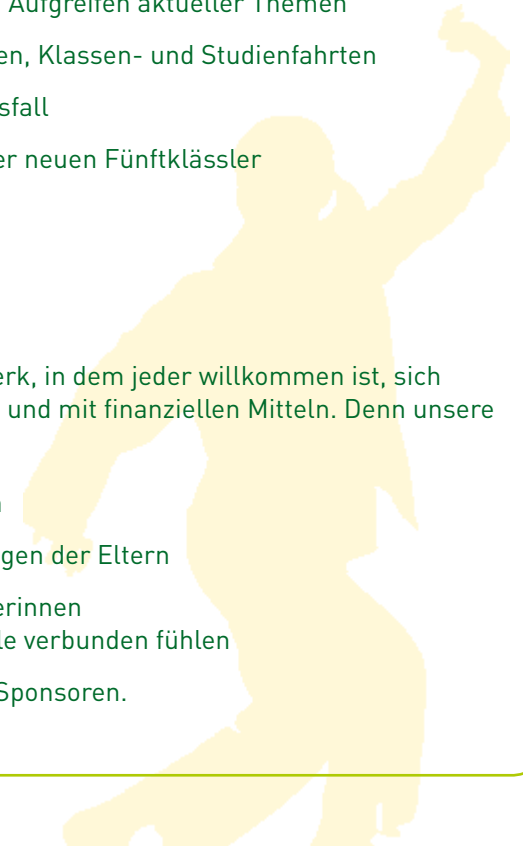 Aufgreifen aktueller Themen
en, Klassen- und Studienfahrten
sfall
er neuen Fünftklässler
erk, in dem jeder willkommen ist, sich
und mit finanziellen Mitteln. Denn unsere
n
gen der Eltern
erinnen
le verbunden fühlen
Sponsoren.